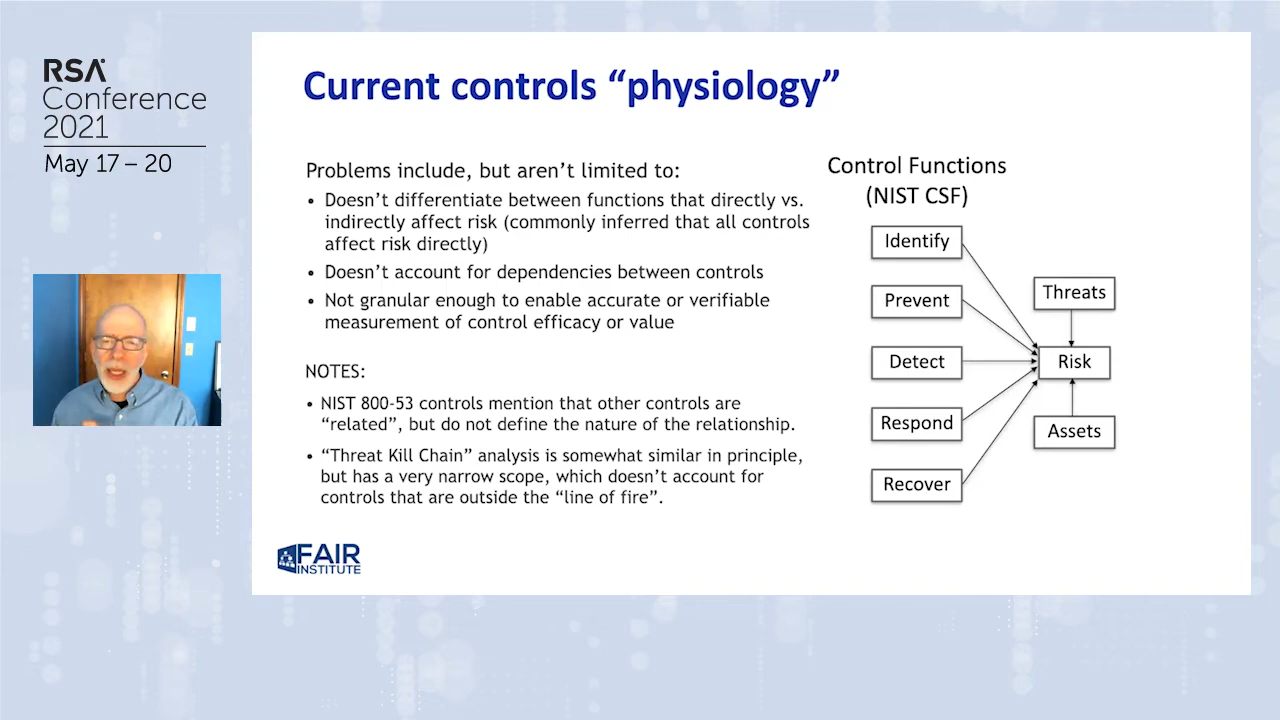 RSA
Conference
2021
May 17 – 20
Current controls “physiology”
Problems include, but aren’t limited to:
• Doesn’t differentiate between functions that directly vs.
indirectly affect risk (commonly inferred that all controls
affect risk directly)
• Doesn’t account for dependencies between controls
• Not granular enough to enable accurate or verifiable
measurement of control efficacy or value
NOTES:
• NIST 800-53 controls mention that other controls are
“related”, but do not define the nature of the relationship.
• “Threat Kill Chain” analysis is somewhat similar in principle,
but has a very narrow scope, which doesn’t account for
controls that are outside the “line of fire”.
Control Functions
(NIST CSF)
Identify
Prevent
Detect
Respond
Recover
Threats
Risk
Assets
FAIR
INSTITUTE